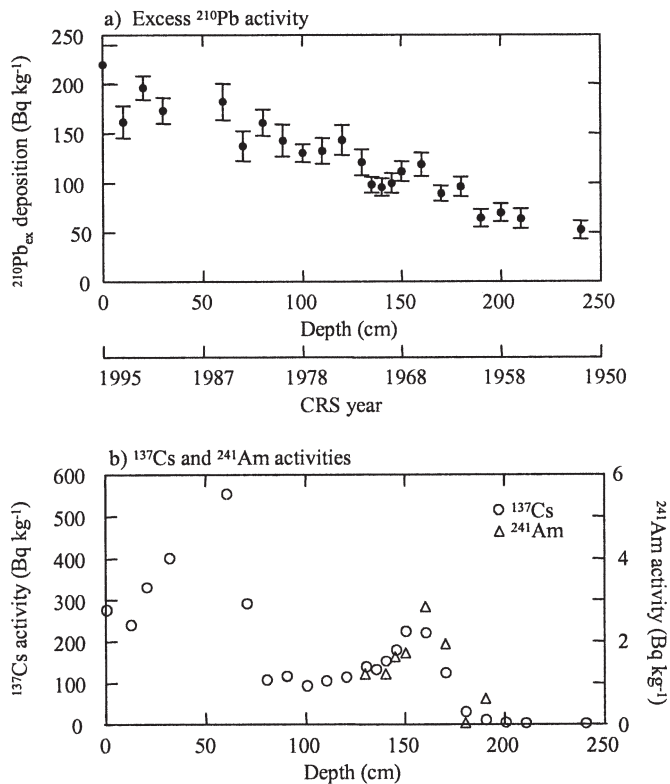 a) Excess ²¹⁰Pb activity
²¹⁰Pbₑₓ deposition (Bq kg⁻¹)
250
200
150
100
50
0
0 50 100 150 200 250
Depth (cm)
1995 1987 1978 1968 1958 1950
CRS year
b) ¹³⁷Cs and ²⁴¹Am activities
¹³⁷Cs activity (Bq kg⁻¹)
600
500
400
300
200
100
0
¹³⁷Cs
²⁴¹Am
6
4
2
0
²⁴¹Am activity (Bq kg⁻¹)
0 50 100 150 200 250
Depth (cm)